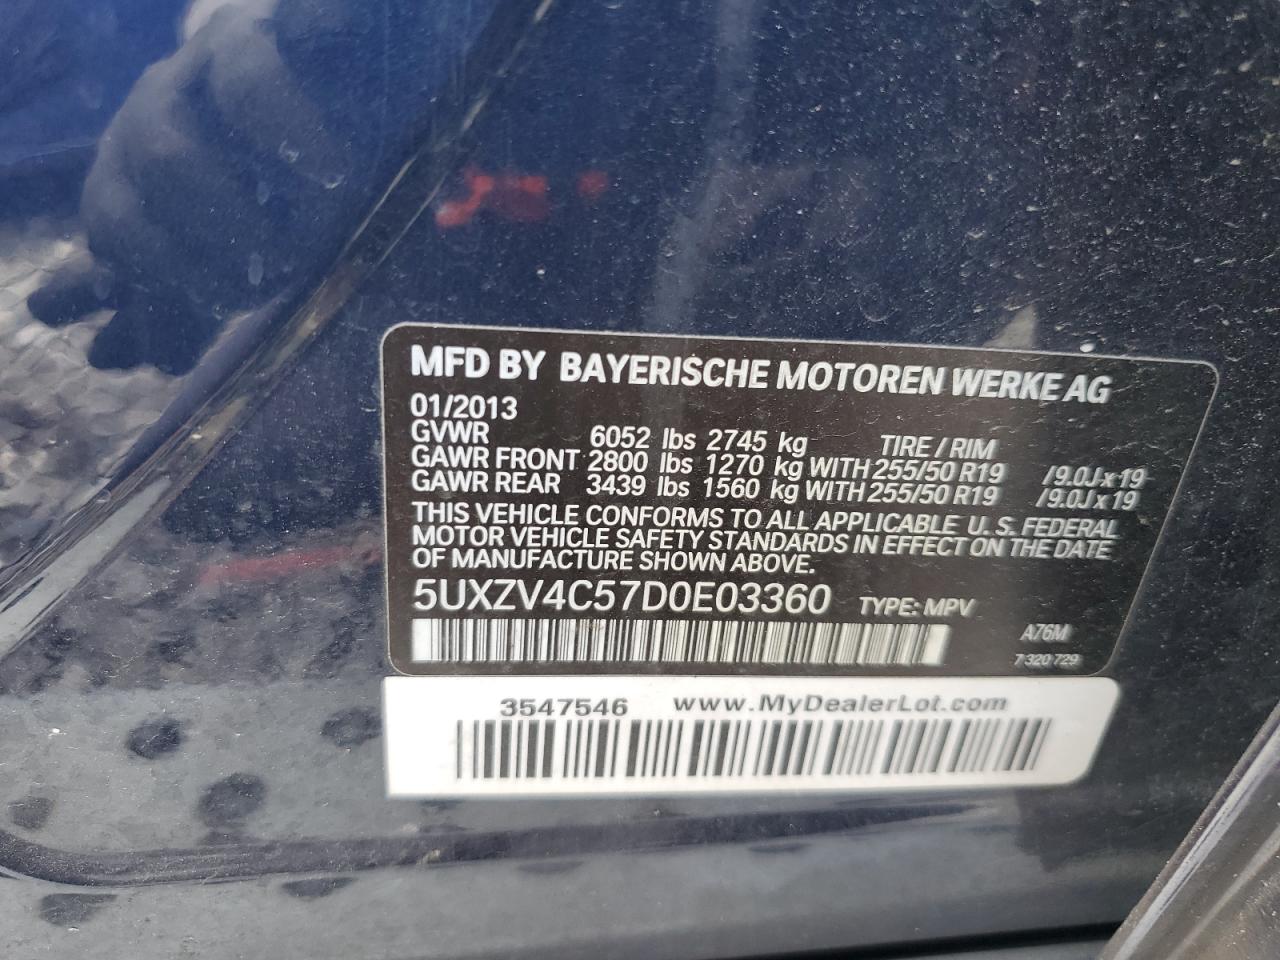 MFD BY BAYERISCHE MOTOREN WERKE AG
01/2013
GVWR 6052 lbs 2745 kg TIRE / RIM
GAWR FRONT 2800 lbs 1270 kg WITH 255/50 R19 /9.0J x 19
GAWR REAR 3439 lbs 1560 kg WITH 255/50 R19 /9.0J x 19
THIS VEHICLE CONFORMS TO ALL APPLICABLE U.S. FEDERAL
MOTOR VEHICLE SAFETY STANDARDS IN EFFECT ON THE DATE
OF MANUFACTURE SHOWN ABOVE.
5UXZV4C57D0E03360 TYPE: MPV
A76M
7 320 729
3547546 www.MyDealerLot.com